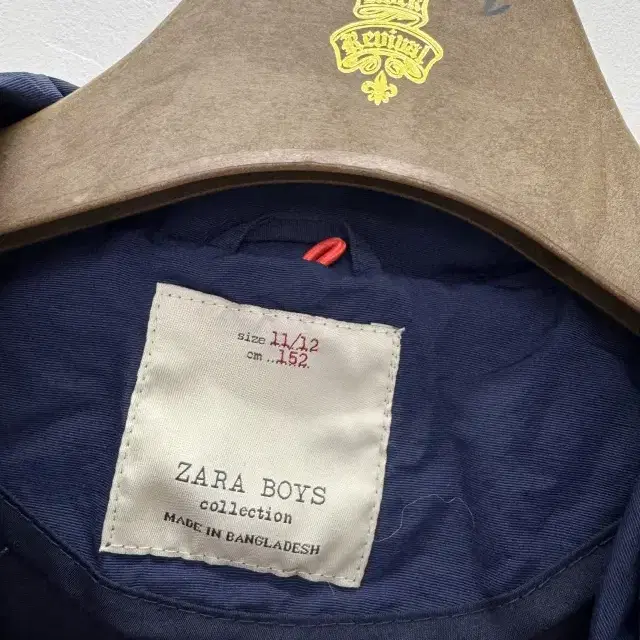 Revival
size 11/12
cm ...152
ZARA BOYS
collection
MADE IN BANGLADESH